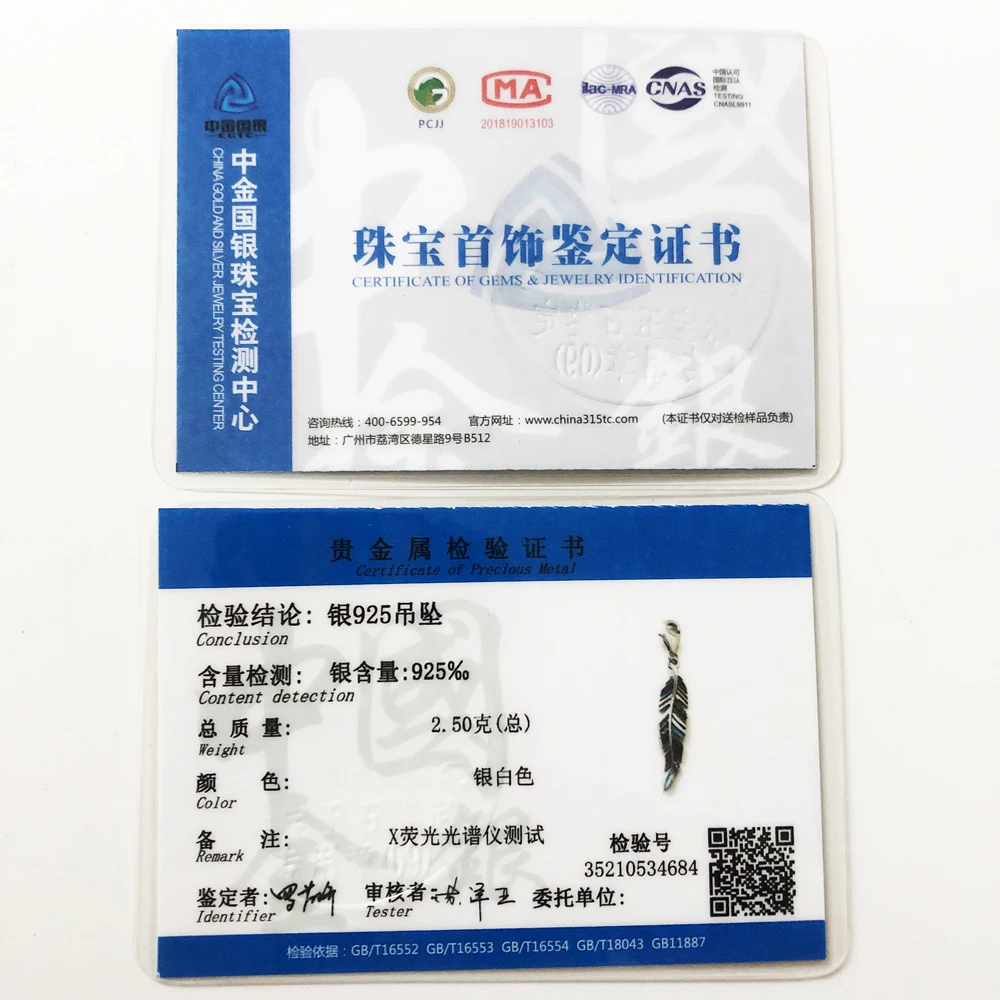 中金国银
CGTC
中金国银珠宝检测中心
CHINA GOLD AND SILVER JEWELRY TESTING CENTER
PCJJ
MA
201819013103
ilac-MRA
CNAS
中国认可
国际互认
检测
TESTING
CNASL9911
珠宝首饰鉴定证书
CERTIFICATE OF GEMS & JEWELRY IDENTIFICATION
咨询热线：400-6599-954 官方网址：www.china315tc.com （本证书仅对送检样品负责）
地址：广州市荔湾区德星路9号B512
贵金属检验证书
Certificate of Precious Metal
检验结论: 银925吊坠
Conclusion
含量检测: 银含量:925‰
Content detection
总质量: 2.50克(总)
Weight
颜色: 银白色
Color
备注: X荧光光谱仪测试
Remark
检验号
35210534684
鉴定者: 审核者: 委托单位:
Identifier Tester
检验依据：GB/T16552 GB/T16553 GB/T16554 GB/T18043 GB11887